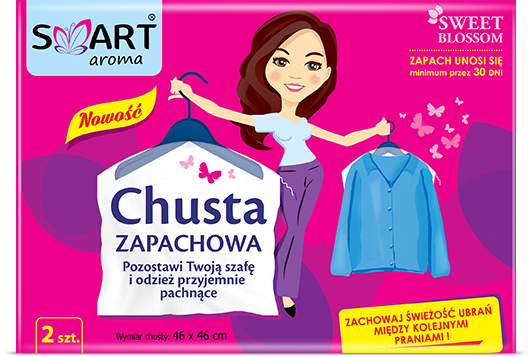 SMART®
aroma
SWEET
BLOSSOM
ZAPACH UNOSI SIĘ
minimum przez 30 DNI
Nowość
Chusta
ZAPACHOWA
Pozostawi Twoją szafę
i odzież przyjemnie
pachnące
2 szt.
Wymiar chusty: 46 x 46 cm
ZACHOWAJ ŚWIEŻOŚĆ UBRAŃ
MIĘDZY KOLEJNYMI
PRANIAMI !